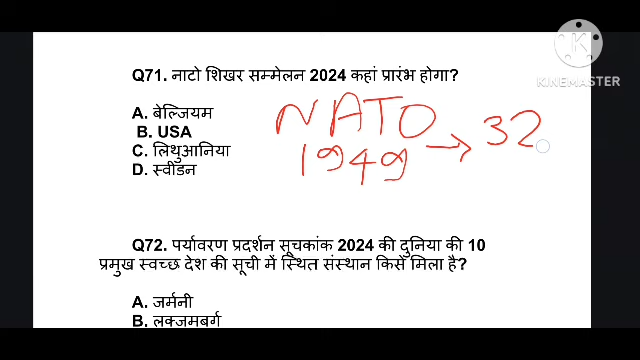 Q71. नाटो शिखर सम्मेलन 2024 कहां प्रारंभ होगा?
A. बेल्जियम
B. USA
C. लिथुआनिया
D. स्वीडन
NATO
1949 → 32
Q72. पर्यावरण प्रदर्शन सूचकांक 2024 की दुनिया की 10
प्रमुख स्वच्छ देश की सूची में स्थित संस्थान किसे मिला है?
A. जर्मनी
B. लक्जमबर्ग
KINEMASTER